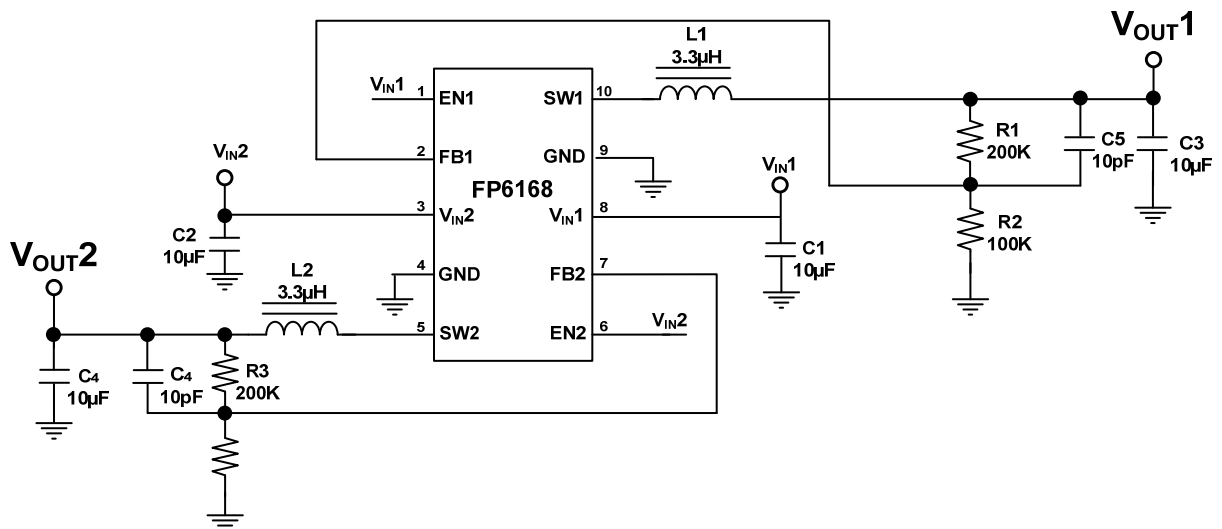 VOUT1
L1
3.3µH
VIN1
1
EN1
SW1
10
R1
200K
C5
10pF
C3
10µF
2
FB1
GND
9
VIN2
FP6168
VIN1
3
VIN2
VIN1
8
R2
100K
C2
10µF
C1
10µF
VOUT2
L2
3.3µH
4
GND
FB2
7
5
SW2
EN2
6
VIN2
C4
10µF
C4
10pF
R3
200K